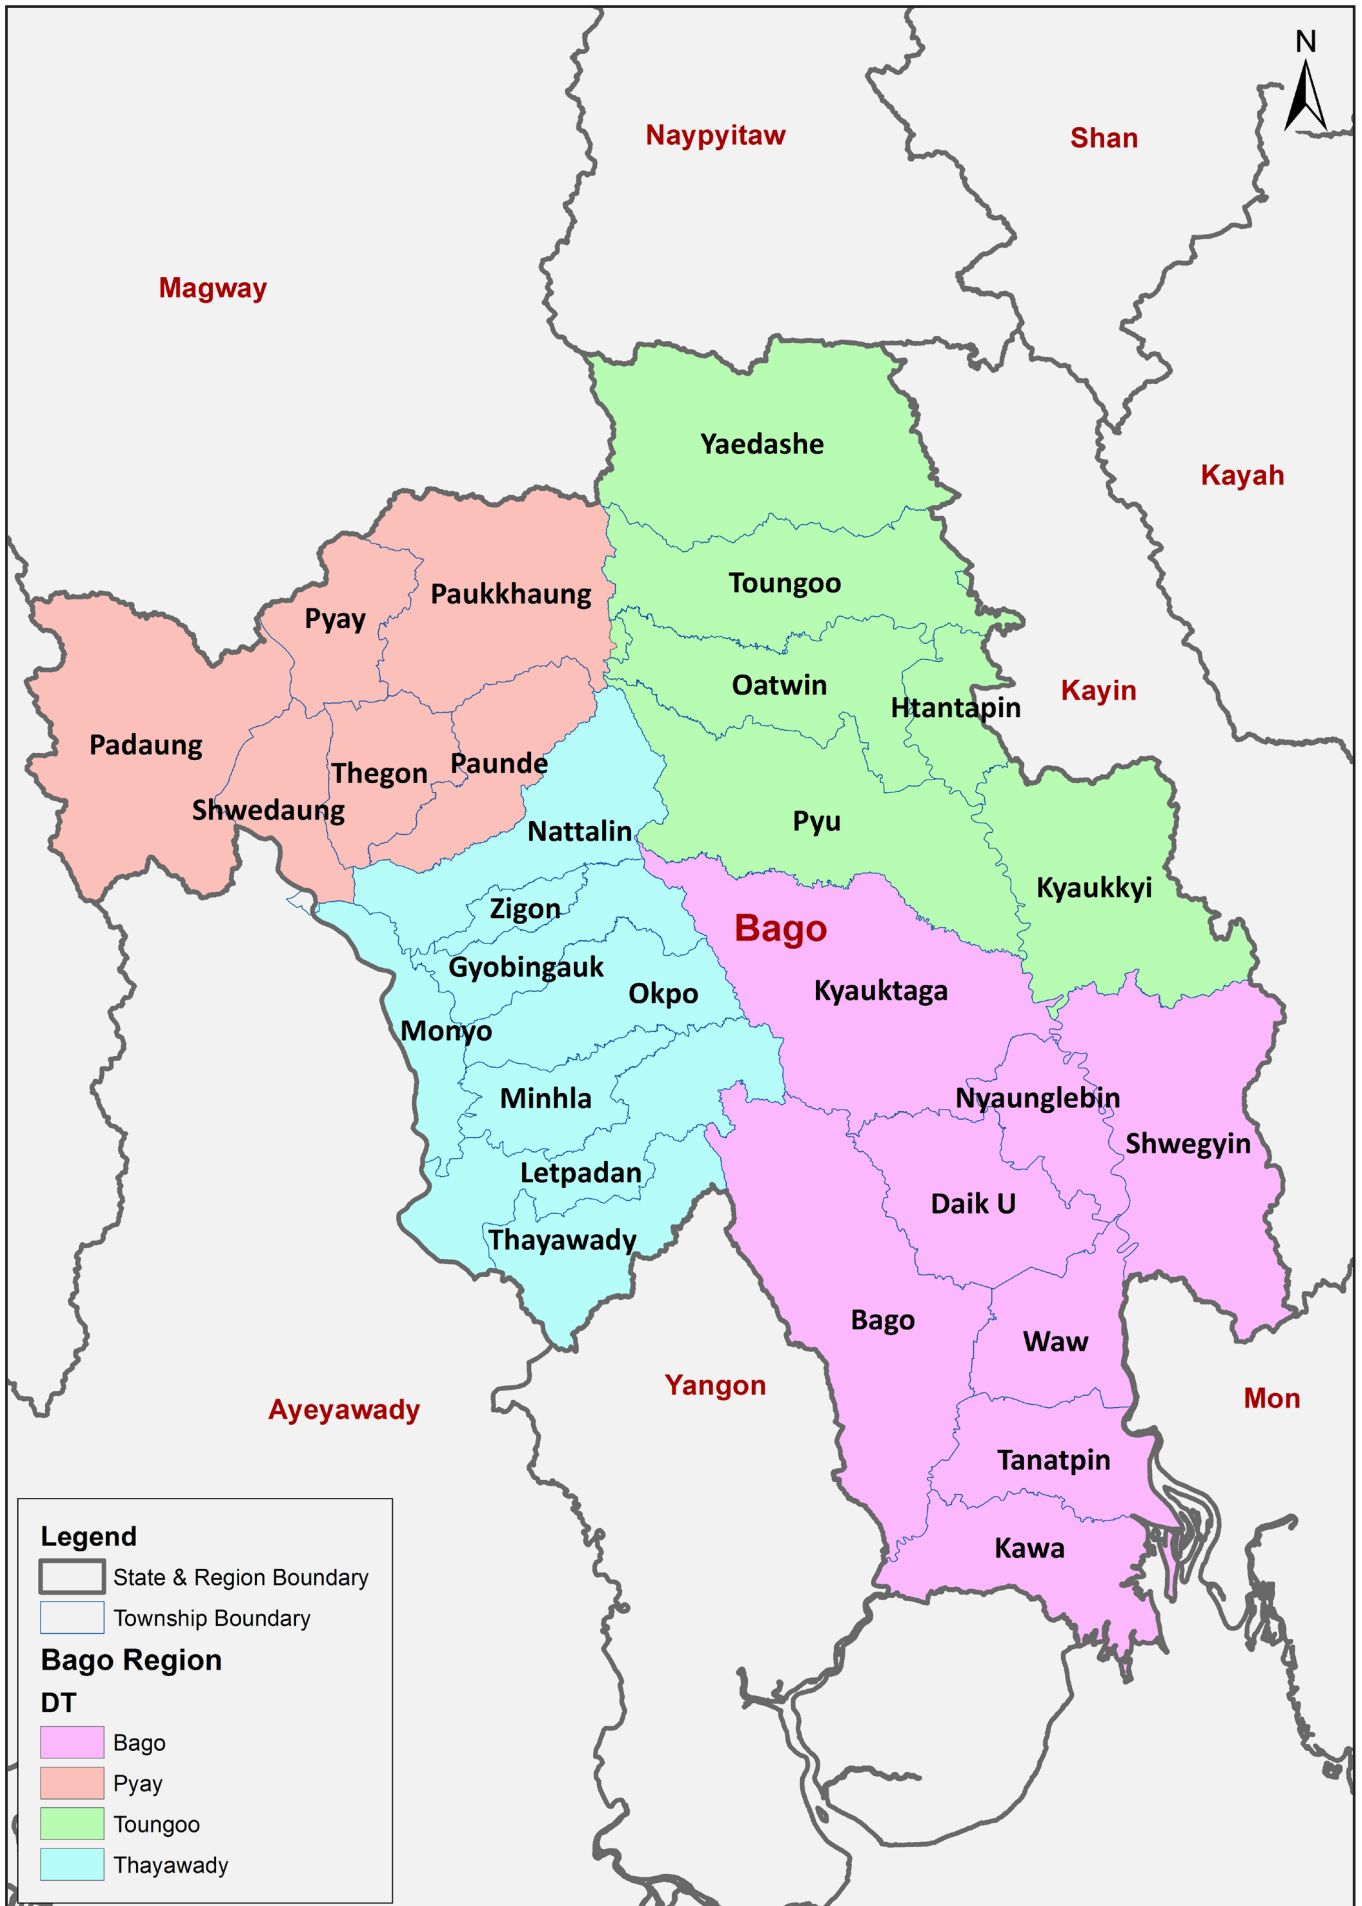 N
Naypyitaw
Shan
Magway
Kayah
Yaedashe
Toungoo
Paukkhaung
Pyay
Oatwin
Kayin
Htantapin
Padaung
Paunde
Thegon
Shwedaung
Pyu
Nattalin
Kyaukkyi
Zigon
Bago
Gyobingauk
Kyauktaga
Okpo
Monyo
Minhla
Nyaunglebin
Shwegyin
Letpadan
Daik U
Thayawady
Bago
Waw
Yangon
Mon
Ayeyawady
Tanatpin
Kawa
Legend
State & Region Boundary
Township Boundary
Bago Region
DT
Bago
Pyay
Toungoo
Thayawady